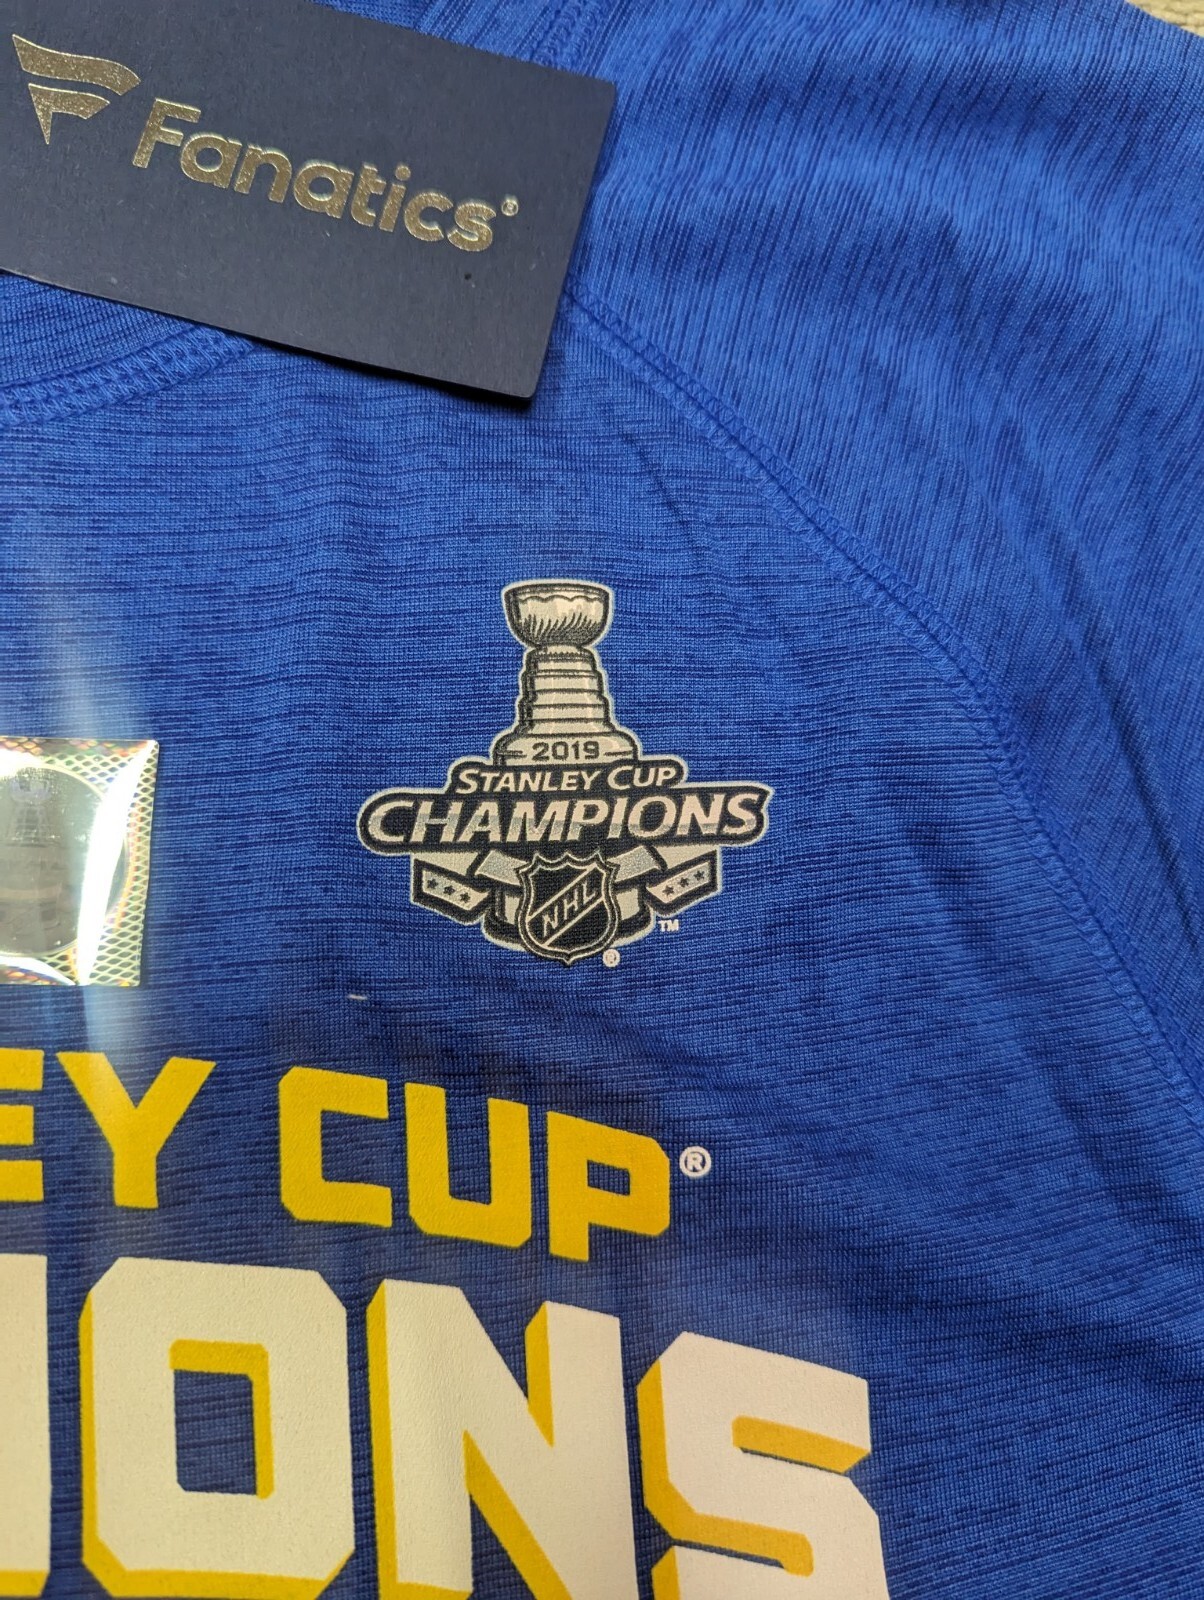 Fanatics®
2019
STANLEY CUP
CHAMPIONS
NHL
™
®
EY CUP®
IONS